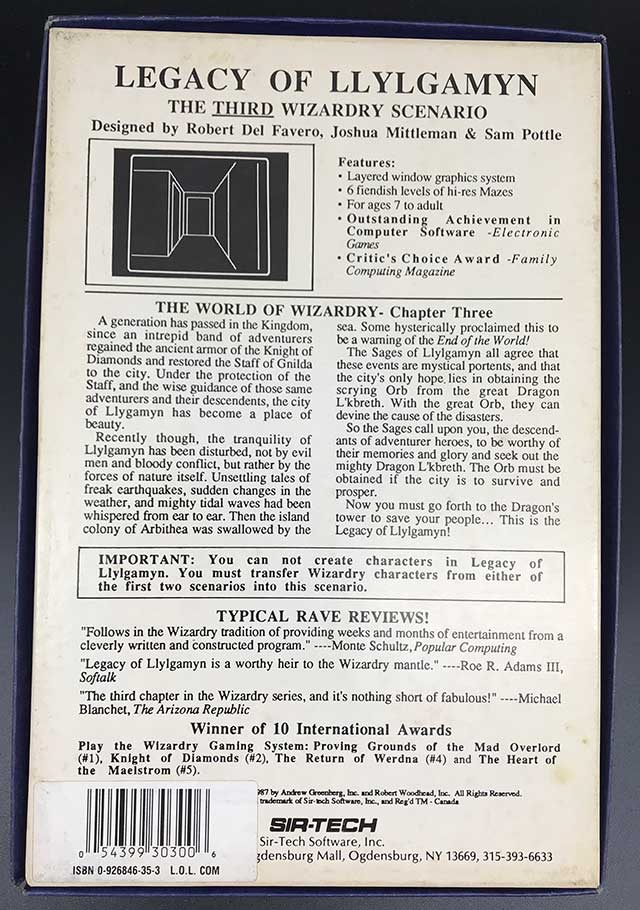 LEGACY OF LLYLGAMYN
THE THIRD WIZARDRY SCENARIO
Designed by Robert Del Favero, Joshua Mittleman & Sam Pottle
Features:
• Layered window graphics system
• 6 fiendish levels of hi-res Mazes
• For ages 7 to adult
• Outstanding Achievement in
Computer Software -Electronic
Games
• Critic's Choice Award -Family
Computing Magazine
THE WORLD OF WIZARDRY- Chapter Three
A generation has passed in the Kingdom,
since an intrepid band of adventurers
regained the ancient armor of the Knight of
Diamonds and restored the Staff of Gnilda
to the city. Under the protection of the
Staff, and the wise guidance of those same
adventurers and their descendents, the city
of Llygamyn has become a place of
beauty.
Recently though, the tranquility of
Llylgamyn has been disturbed, not by evil
men and bloody conflict, but rather by the
forces of nature itself. Unsettling tales of
freak earthquakes, sudden changes in the
weather, and mighty tidal waves had been
whispered from ear to ear. Then the island
colony of Arbithea was swallowed by the
sea. Some hysterically proclaimed this to
be a warning of the End of the World!
The Sages of Llylgamyn all agree that
these events are mystical portents, and that
the city's only hope lies in obtaining the
scrying Orb from the great Dragon
L'kbreth. With the great Orb, they can
devine the cause of the disasters.
So the Sages call upon you, the descend-
ants of adventurer heroes, to be worthy of
their memories and glory and seek out the
mighty Dragon L'kbreth. The Orb must be
obtained if the city is to survive and
prosper.
Now you must go forth to the Dragon's
tower to save your people... This is the
Legacy of Llylgamyn!
IMPORTANT: You can not create characters in Legacy of
Llylgamyn. You must transfer Wizardry characters from either of
the first two scenarios into this scenario.
TYPICAL RAVE REVIEWS!
"Follows in the Wizardry tradition of providing weeks and months of entertainment from a
cleverly written and constructed program." ----Monte Schultz, Popular Computing
"Legacy of Llylgamyn is a worthy heir to the Wizardry mantle." ----Roe R. Adams III,
Softalk
"The third chapter in the Wizardry series, and it's nothing short of fabulous!" ----Michael
Blanchet, The Arizona Republic
Winner of 10 International Awards
Play the Wizardry Gaming System: Proving Grounds of the Mad Overlord
(#1), Knight of Diamonds (#2), The Return of Werdna (#4) and The Heart of
the Maelstrom (#5).
987 by Andrew Greenberg, Inc. and Robert Woodhead, Inc. All Rights Reserved.
trademark of Sir-tech Software, Inc., and Reg'd TM - Canada
SIR-TECH
Sir-Tech Software, Inc.
gdensburg Mall, Ogdensburg, NY 13669, 315-393-6633
0 54399 30300 6
ISBN 0-926846-35-3 L.O.L. COM